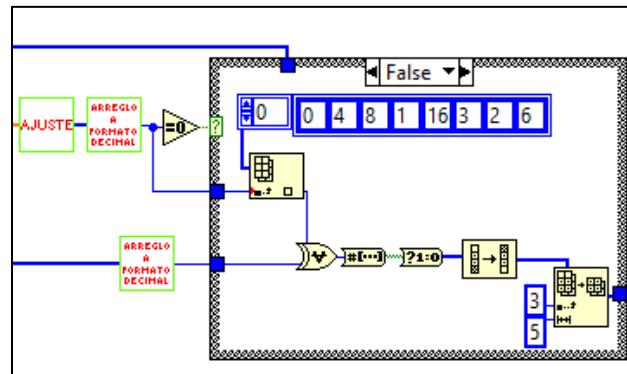 False
0 0 4 8 1 16 3 2 6
ARREGLO
A
FORMATO
DECIMAL
AJUSTE
=0
?
ARREGLO
A
FORMATO
DECIMAL
#[···]
?1:0
3
5